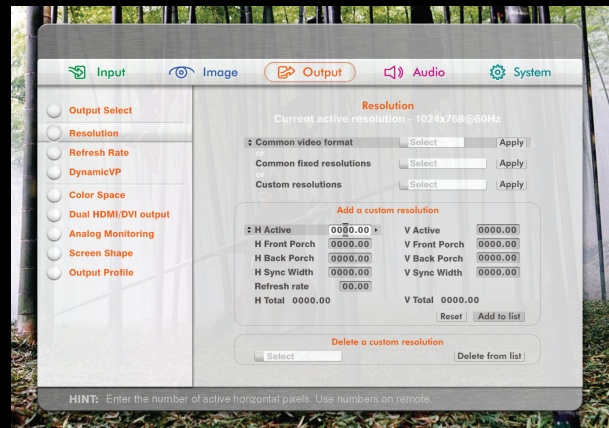 Input Image Output Audio System
Output Select
Resolution
Refresh Rate
DynamicVP
Color Space
Dual HDMI/DVI output
Analog Monitoring
Screen Shape
Output Profile
Resolution
Current active resolution - 1024x768@60Hz
Common video format Select Apply
or
Common fixed resolutions Select Apply
or
Custom resolutions Select Apply
Add a custom resolution
H Active 0000.00 V Active 0000.00
H Front Porch 0000.00 V Front Porch 0000.00
H Back Porch 0000.00 V Back Porch 0000.00
H Sync Width 0000.00 V Sync Width 0000.00
Refresh rate 00.00
H Total 0000.00 V Total 0000.00
Reset Add to list
Delete a custom resolution
Select Delete from list
HINT: Enter the number of active horizontal pixels. Use numbers on remote.